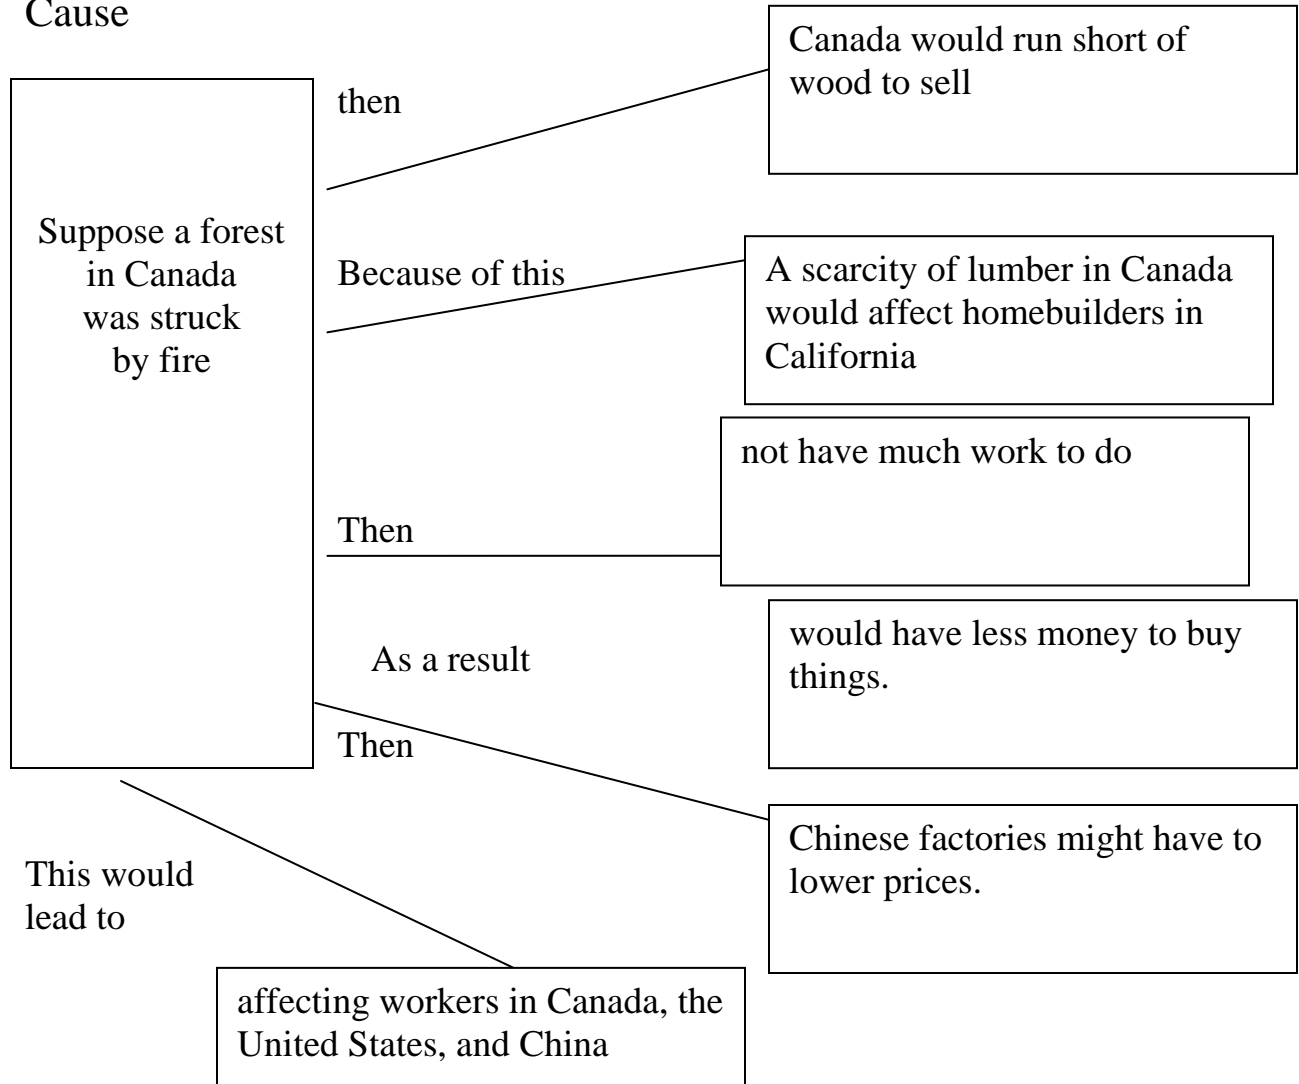 Cause
Canada would run short of
wood to sell
then
Suppose a forest
in Canada
was struck
by fire
Because of this
A scarcity of lumber in Canada
would affect homebuilders in
California
not have much work to do
Then
As a result
would have less money to buy
things.
Then
Chinese factories might have to
lower prices.
This would
lead to
affecting workers in Canada, the
United States, and China